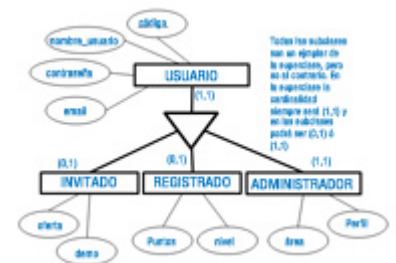 código
nombre_usuario
contraseña
email
USUARIO
(1,1)
Todas las subclases
son un ejemplar de
la superclase, pero
no al contrario. En
la superclase la
cardinalidad
siempre será (1,1) y
en las subclases
podrá ser (0,1) ó
(1,1)
(0,1)
(0,1)
(1,1)
INVITADO
REGISTRADO
ADMINISTRADOR
oferta
demo
Puntos
nivel
área
Perfil